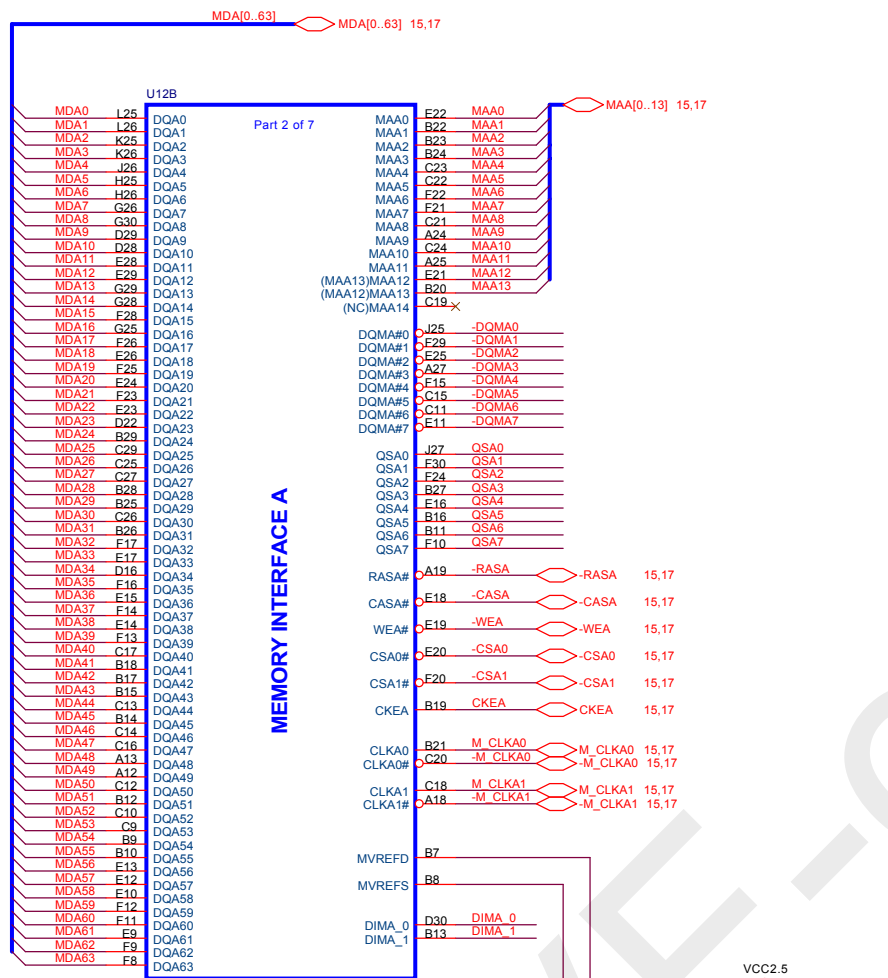 MDA[0..63] MDA[0..63] 15,17
U12B
Part 2 of 7
MEMORY INTERFACE A
MDA0 L25 DQA0
MDA1 L26 DQA1
MDA2 K25 DQA2
MDA3 K26 DQA3
MDA4 J26 DQA4
MDA5 H25 DQA5
MDA6 H26 DQA6
MDA7 G26 DQA7
MDA8 G30 DQA8
MDA9 D29 DQA9
MDA10 D28 DQA10
MDA11 E28 DQA11
MDA12 E29 DQA12
MDA13 G29 DQA13
MDA14 G28 DQA14
MDA15 F28 DQA15
MDA16 G25 DQA16
MDA17 F26 DQA17
MDA18 E26 DQA18
MDA19 F25 DQA19
MDA20 E24 DQA20
MDA21 F23 DQA21
MDA22 E23 DQA22
MDA23 D22 DQA23
MDA24 B29 DQA24
MDA25 C29 DQA25
MDA26 C25 DQA26
MDA27 C27 DQA27
MDA28 B28 DQA28
MDA29 B25 DQA29
MDA30 C26 DQA30
MDA31 B26 DQA31
MDA32 F17 DQA32
MDA33 E17 DQA33
MDA34 D16 DQA34
MDA35 F16 DQA35
MDA36 E15 DQA36
MDA37 F14 DQA37
MDA38 E14 DQA38
MDA39 F13 DQA39
MDA40 C17 DQA40
MDA41 B18 DQA41
MDA42 B17 DQA42
MDA43 B15 DQA43
MDA44 C13 DQA44
MDA45 B14 DQA45
MDA46 C14 DQA46
MDA47 C16 DQA47
MDA48 A13 DQA48
MDA49 A12 DQA49
MDA50 C12 DQA50
MDA51 B12 DQA51
MDA52 C10 DQA52
MDA53 C9 DQA53
MDA54 B9 DQA54
MDA55 B10 DQA55
MDA56 E13 DQA56
MDA57 E12 DQA57
MDA58 E10 DQA58
MDA59 F12 DQA59
MDA60 F11 DQA60
MDA61 E9 DQA61
MDA62 F9 DQA62
MDA63 F8 DQA63
MAA[0..13] 15,17
MAA0 E22 MAA0
MAA1 B22 MAA1
MAA2 B23 MAA2
MAA3 B24 MAA3
MAA4 C23 MAA4
MAA5 C22 MAA5
MAA6 F22 MAA6
MAA7 F21 MAA7
MAA8 C21 MAA8
MAA9 A24 MAA9
MAA10 C24 MAA10
MAA11 A25 MAA11
(MAA13)MAA12 E21 MAA12
(MAA12)MAA13 B20 MAA13
(NC)MAA14 C19
DQMA#0 J25 -DQMA0
DQMA#1 F29 -DQMA1
DQMA#2 E25 -DQMA2
DQMA#3 A27 -DQMA3
DQMA#4 F15 -DQMA4
DQMA#5 C15 -DQMA5
DQMA#6 C11 -DQMA6
DQMA#7 E11 -DQMA7
QSA0 J27 QSA0
QSA1 F30 QSA1
QSA2 F24 QSA2
QSA3 B27 QSA3
QSA4 E16 QSA4
QSA5 B16 QSA5
QSA6 B11 QSA6
QSA7 F10 QSA7
RASA# A19 -RASA -RASA 15,17
CASA# E18 -CASA -CASA 15,17
WEA# E19 -WEA -WEA 15,17
CSA0# E20 -CSA0 -CSA0 15,17
CSA1# F20 -CSA1 -CSA1 15,17
CKEA B19 CKEA CKEA 15,17
CLKA0 B21 M_CLKA0 M_CLKA0 15,17
CLKA0# C20 -M_CLKA0 -M_CLKA0 15,17
CLKA1 C18 M_CLKA1 M_CLKA1 15,17
CLKA1# A18 -M_CLKA1 -M_CLKA1 15,17
MVREFD B7
MVREFS B8
DIMA_0 D30 DIMA_0
DIMA_1 B13 DIMA_1
VCC2.5